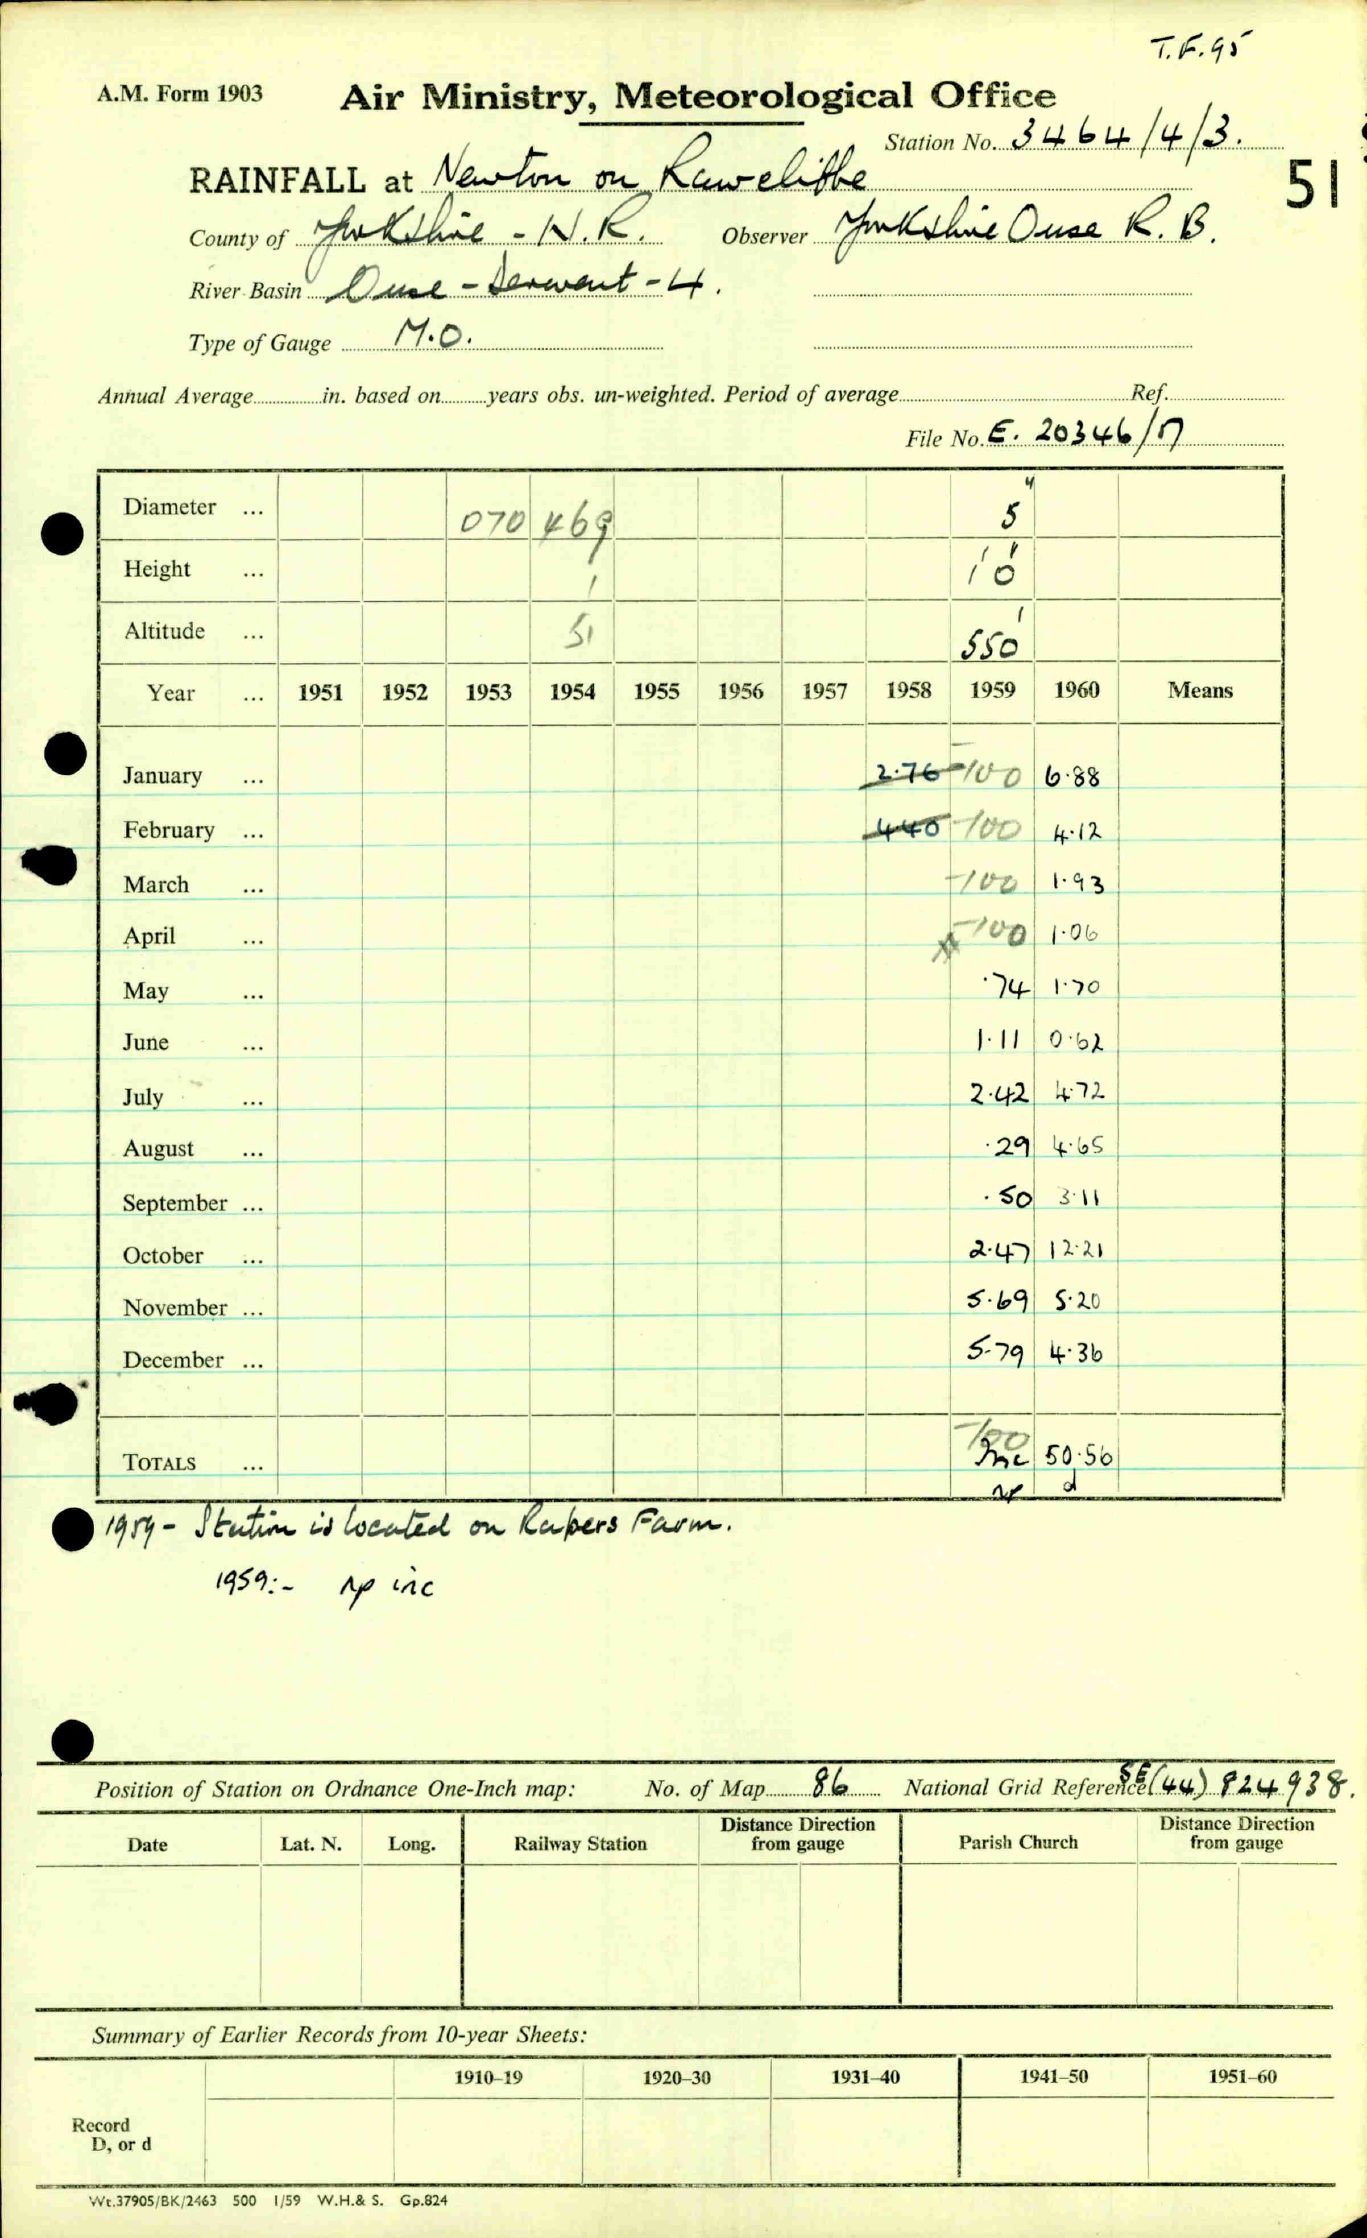 T.F.95
A.M. Form 1903 Air Ministry, Meteorological Office
Station No. 3464/4/3.
RAINFALL at Newton on Rawcliffe 51
County of Yorkshire - N.R. Observer Yorkshire Ouse R. B.
River Basin Ouse - Derwent - 4.
Type of Gauge M.O.
Annual Average in. based on years obs. un-weighted. Period of average Ref.
File No. E. 20346/57
Diameter ... 070 469 5"
Height ... 1 1' 0"
Altitude ... 51 550'
Year ... 1951 1952 1953 1954 1955 1956 1957 1958 1959 1960 Means
January ... 2.76 -100 6.88
February ... 4.40 -100 4.12
March ... -100 1.93
April ... -100 1.06
May ... .74 1.70
June ... 1.11 0.62
July ... 2.42 4.72
August ... .29 4.65
September ... .50 3.11
October ... 2.47 12.21
November ... 5.69 5.20
December ... 5.79 4.36
-100
TOTALS ... Inc 50.56
np d
1959 - Station is located on Rapers Farm.
1959:- np inc
Position of Station on Ordnance One-Inch map: No. of Map 86 National Grid Reference SE(44) 824938.
Date Lat. N. Long. Railway Station Distance Direction from gauge Parish Church Distance Direction from gauge
Summary of Earlier Records from 10-year Sheets:
1910–19 1920–30 1931–40 1941–50 1951–60
Record
D, or d
Wt.37905/BK/2463 500 1/59 W.H.& S. Gp.824